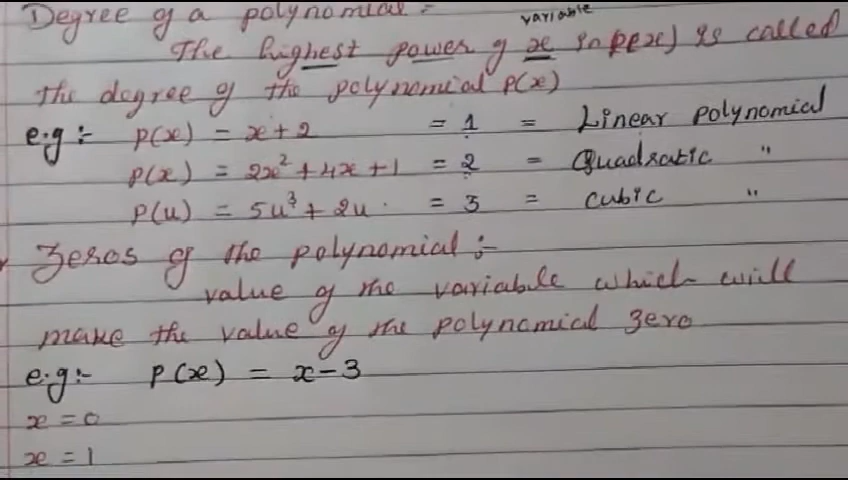 Degree of a polynomial :-
variable
The highest power of x in p(x) is called
the degree of the polynomial p(x)
e.g :- p(x) = x + 2 = 1 = Linear polynomial
p(x) = 2x² + 4x + 1 = 2 = Quadratic "
p(u) = 5u³ + 2u . = 3 = cubic "
Zeros of the polynomial :-
value of the variable which will
make the value of the polynomial zero
e.g :- p(x) = x - 3
x = 0
x = 1